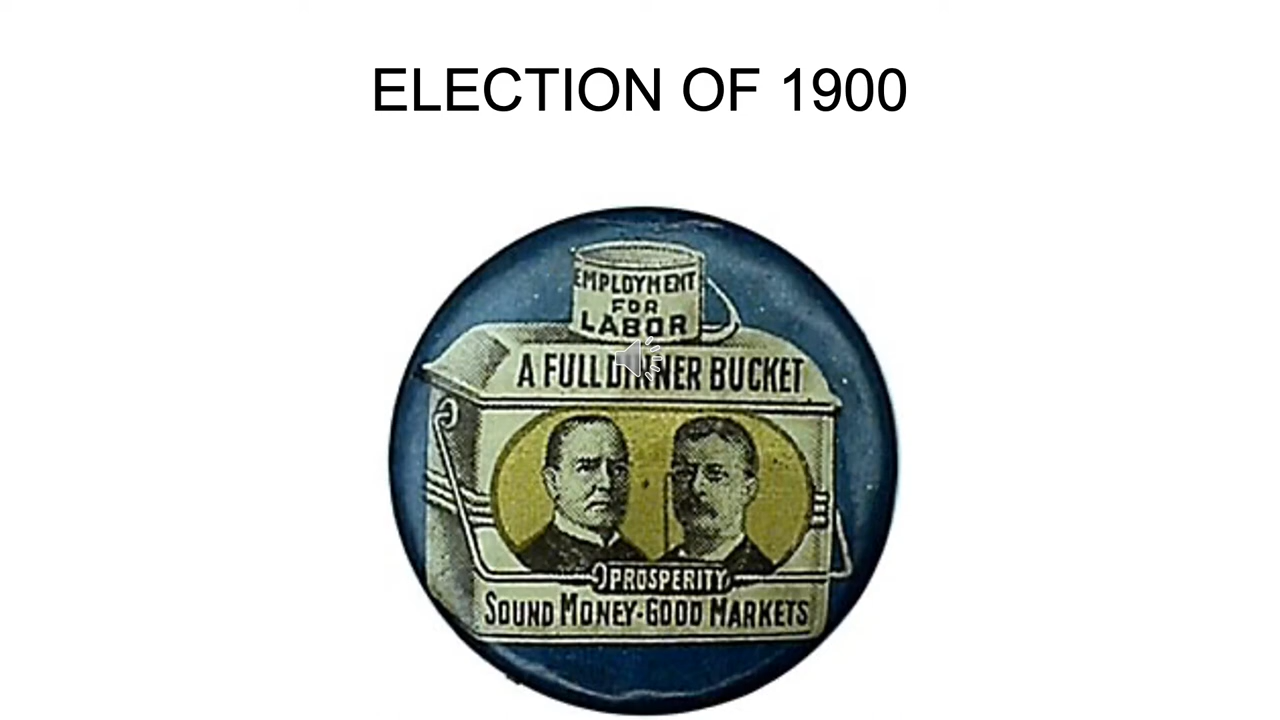 ELECTION OF 1900
EMPLOYMENT
FOR
LABOR
A FULL DINNER BUCKET
PROSPERITY
SOUND MONEY-GOOD MARKETS